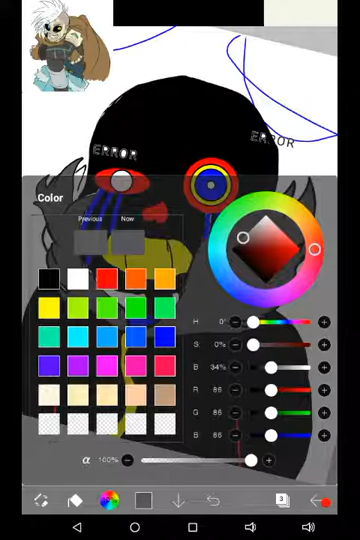 ERROR
ERROR
Color
Previous Now
H 0° − +
S 0% − +
B 34% − +
R 86 − +
G 86 − +
B 86 − +
α 100% − +
3